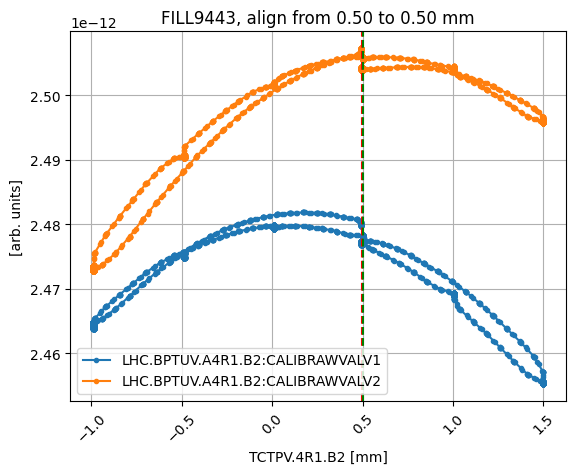 FILL9443, align from 0.50 to 0.50 mm
1e−12
2.50
2.49
2.48
2.47
2.46
[arb. units]
LHC.BPTUV.A4R1.B2:CALIBRAWVALV1
LHC.BPTUV.A4R1.B2:CALIBRAWVALV2
−1.0
−0.5
0.0
0.5
1.0
1.5
TCTPV.4R1.B2 [mm]